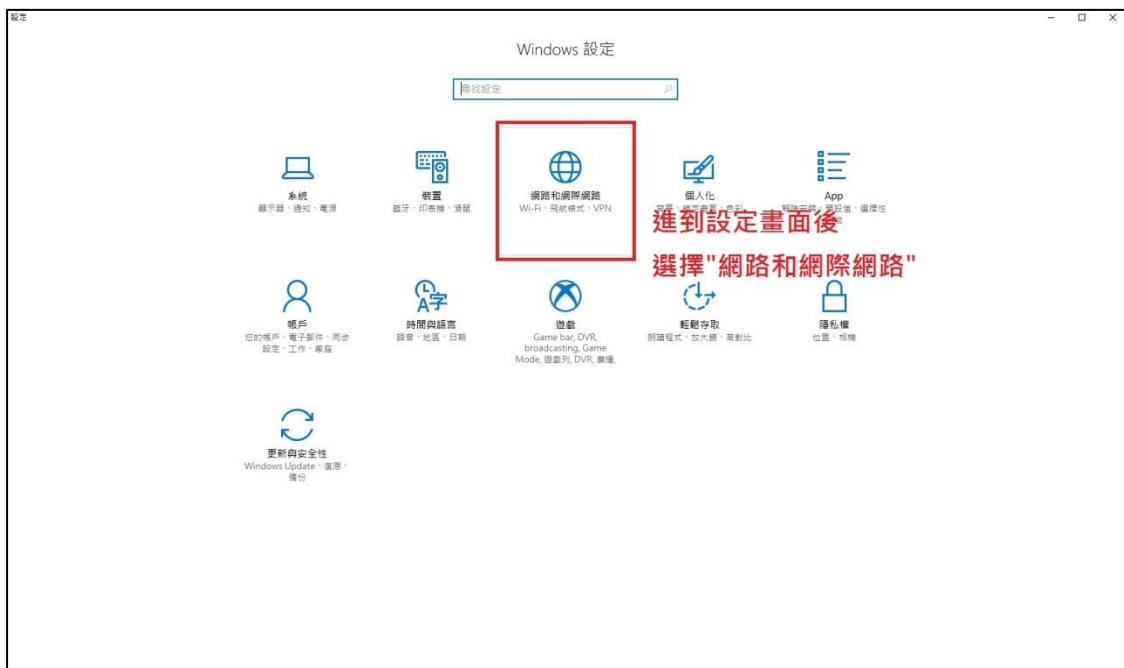 設定
Windows 設定
尋找設定
系統
顯示器、通知、電源
裝置
藍牙、印表機、滑鼠
網路和網際網路
Wi-Fi、飛航模式、VPN
個人化
App
進到設定畫面後
選擇"網路和網際網路"
帳戶
您的帳戶、電子郵件、同步
設定、工作、家庭
時間與語言
語音、地區、日期
遊戲
Game bar, DVR,
broadcasting, Game
Mode, 遊戲列, DVR, 廣播,
輕鬆存取
朗讀程式、放大鏡、高對比
隱私權
位置、相機
更新與安全性
Windows Update、復原、
備份